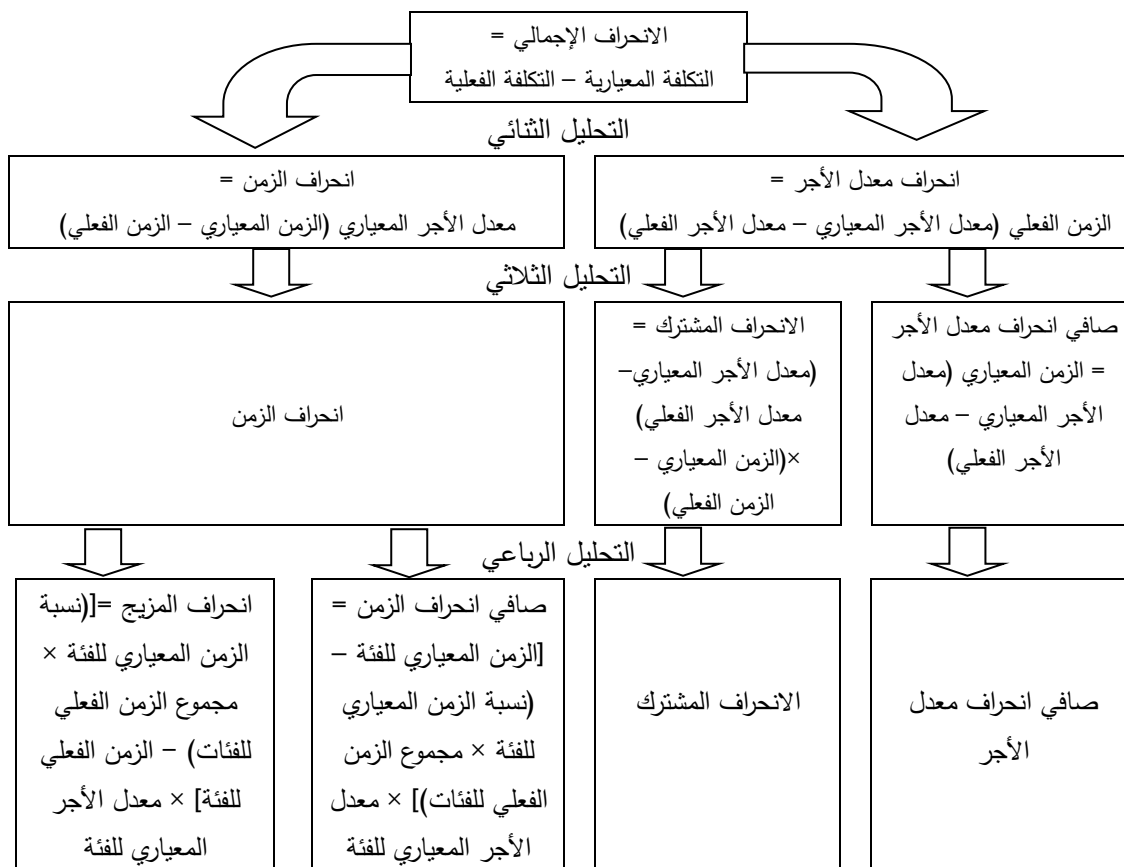 الانحراف الإجمالي =
التكلفة المعيارية – التكلفة الفعلية
التحليل الثنائي
انحراف معدل الأجر =
الزمن الفعلي (معدل الأجر المعياري – معدل الأجر الفعلي)
انحراف الزمن =
معدل الأجر المعياري (الزمن المعياري – الزمن الفعلي)
التحليل الثلاثي
صافي انحراف معدل الأجر
= الزمن المعياري (معدل
الأجر المعياري – معدل
الأجر الفعلي)
الانحراف المشترك =
(معدل الأجر المعياري–
معدل الأجر الفعلي)
×(الزمن المعياري –
الزمن الفعلي)
انحراف الزمن
التحليل الرباعي
صافي انحراف معدل
الأجر
الانحراف المشترك
صافي انحراف الزمن =
[الزمن المعياري للفئة –
(نسبة الزمن المعياري
للفئة × مجموع الزمن
الفعلي للفئات)] × معدل
الأجر المعياري للفئة
انحراف المزيج =[(نسبة
الزمن المعياري للفئة ×
مجموع الزمن الفعلي
للفئات) – الزمن الفعلي
للفئة] × معدل الأجر
المعياري للفئة